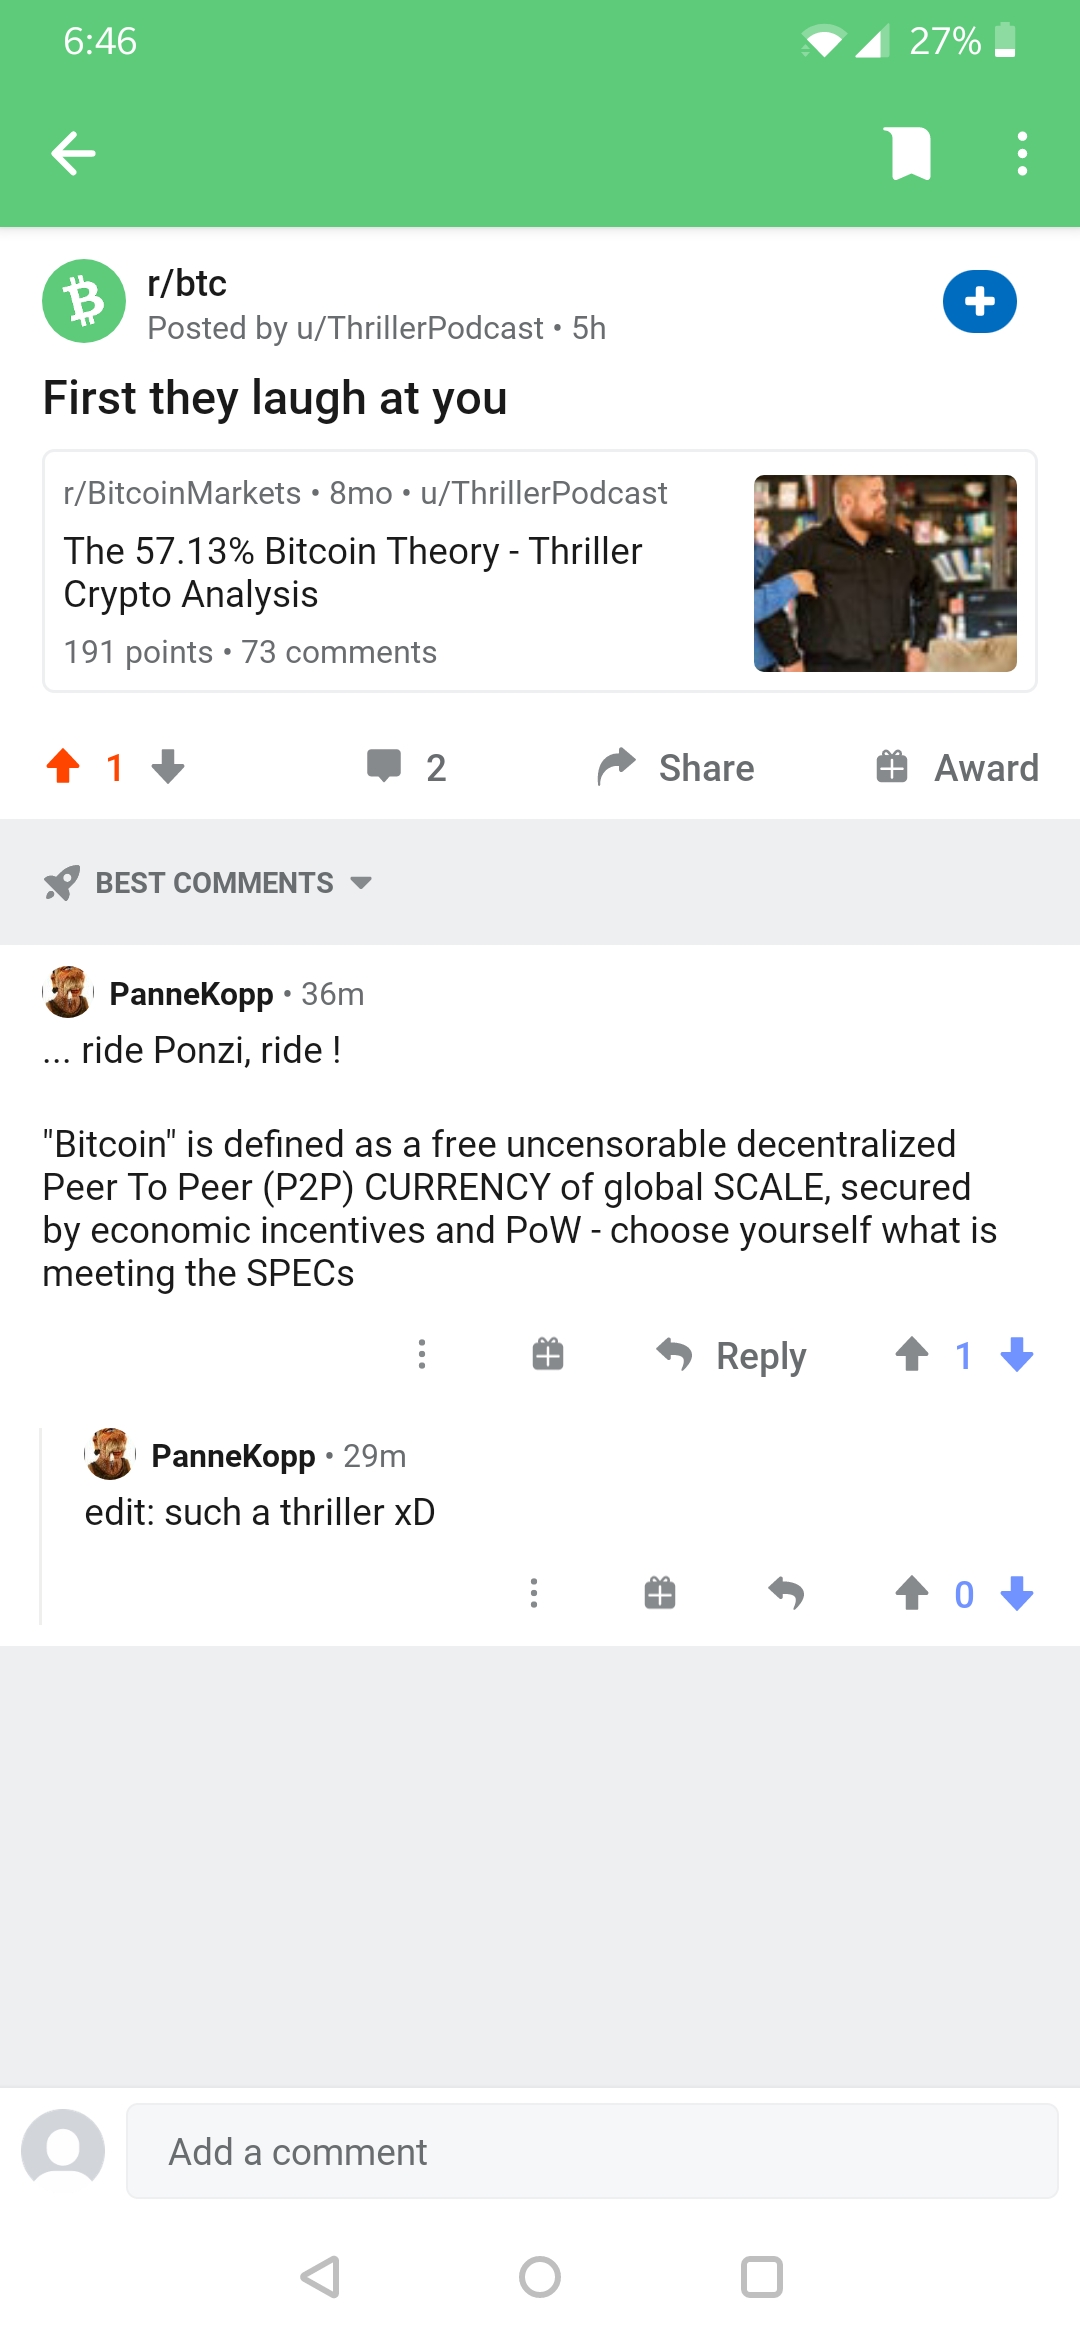 6:46
27%
r/btc
Posted by u/ThrillerPodcast • 5h
First they laugh at you
r/BitcoinMarkets • 8mo • u/ThrillerPodcast
The 57.13% Bitcoin Theory - Thriller
Crypto Analysis
191 points • 73 comments
1
2
Share
Award
BEST COMMENTS
PanneKopp • 36m
... ride Ponzi, ride !
"Bitcoin" is defined as a free uncensorable decentralized
Peer To Peer (P2P) CURRENCY of global SCALE, secured
by economic incentives and PoW - choose yourself what is
meeting the SPECs
Reply
1
PanneKopp • 29m
edit: such a thriller xD
0
Add a comment